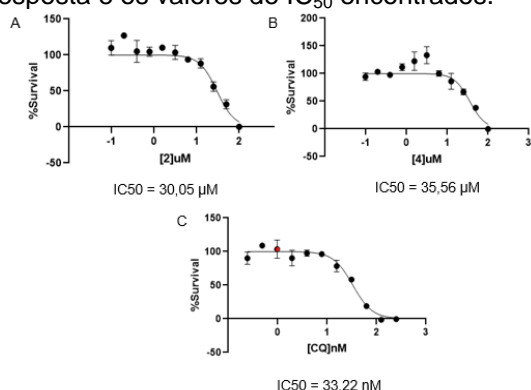 osposta e os valores de IC50 encontrados.
A
150
100
50
0
-50
%Survival
-1 0 1 2
[2]uM
IC50 = 30,05 µM
B
200
150
100
50
0
-50
%Survival
-1 0 1 2 3
[4]uM
IC50 = 35,56 µM
C
150
100
50
0
-50
%Survival
0 1 2 3
[CQ]nM
IC50 = 33,22 nM